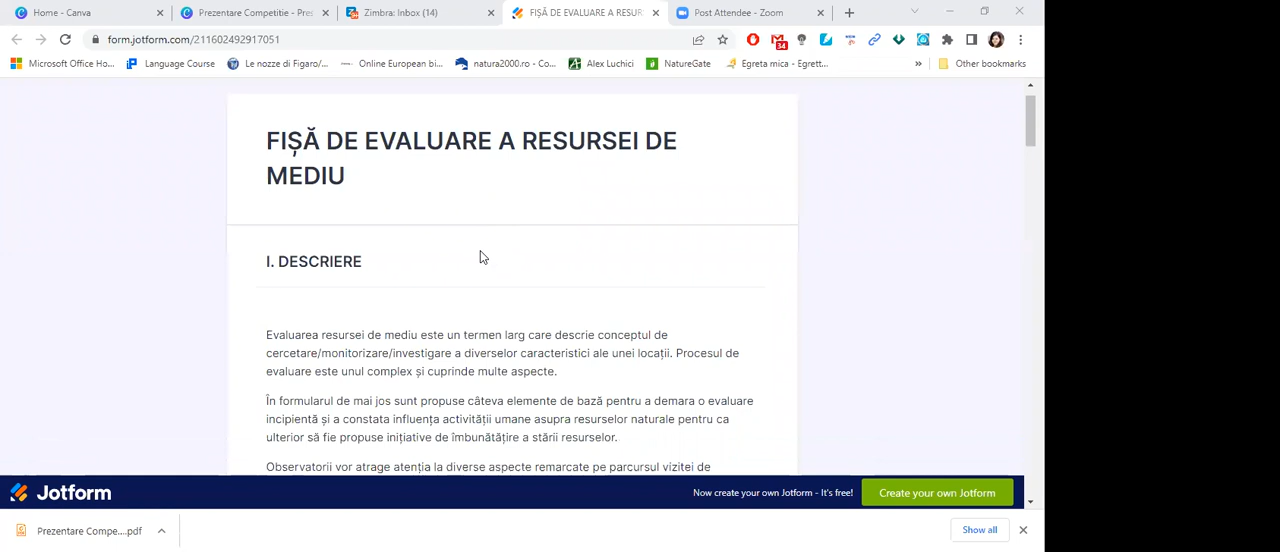 Home - Canva
Prezentare Competitie - Pres
Zimbra: Inbox (14)
FIȘĂ DE EVALUARE A RESUR
Post Attendee - Zoom
form.jotform.com/211602492917051
34
Microsoft Office Ho...
Language Course
Le nozze di Figaro/...
Online European bi...
natura2000.ro - Co...
Alex Luchici
NatureGate
Egreta mica - Egrett...
»
Other bookmarks
FIȘĂ DE EVALUARE A RESURSEI DE
MEDIU
I. DESCRIERE
Evaluarea resursei de mediu este un termen larg care descrie conceptul de
cercetare/monitorizare/investigare a diverselor caracteristici ale unei locații. Procesul de
evaluare este unul complex și cuprinde multe aspecte.
În formularul de mai jos sunt propuse câteva elemente de bază pentru a demara o evaluare
incipientă și a constata influența activității umane asupra resurselor naturale pentru ca
ulterior să fie propuse inițiative de îmbunătățire a stării resurselor.
Observatorii vor atrage atenția la diverse aspecte remarcate pe parcursul vizitei de
Jotform
Now create your own Jotform - It's free!
Create your own Jotform
Prezentare Compe....pdf
Show all